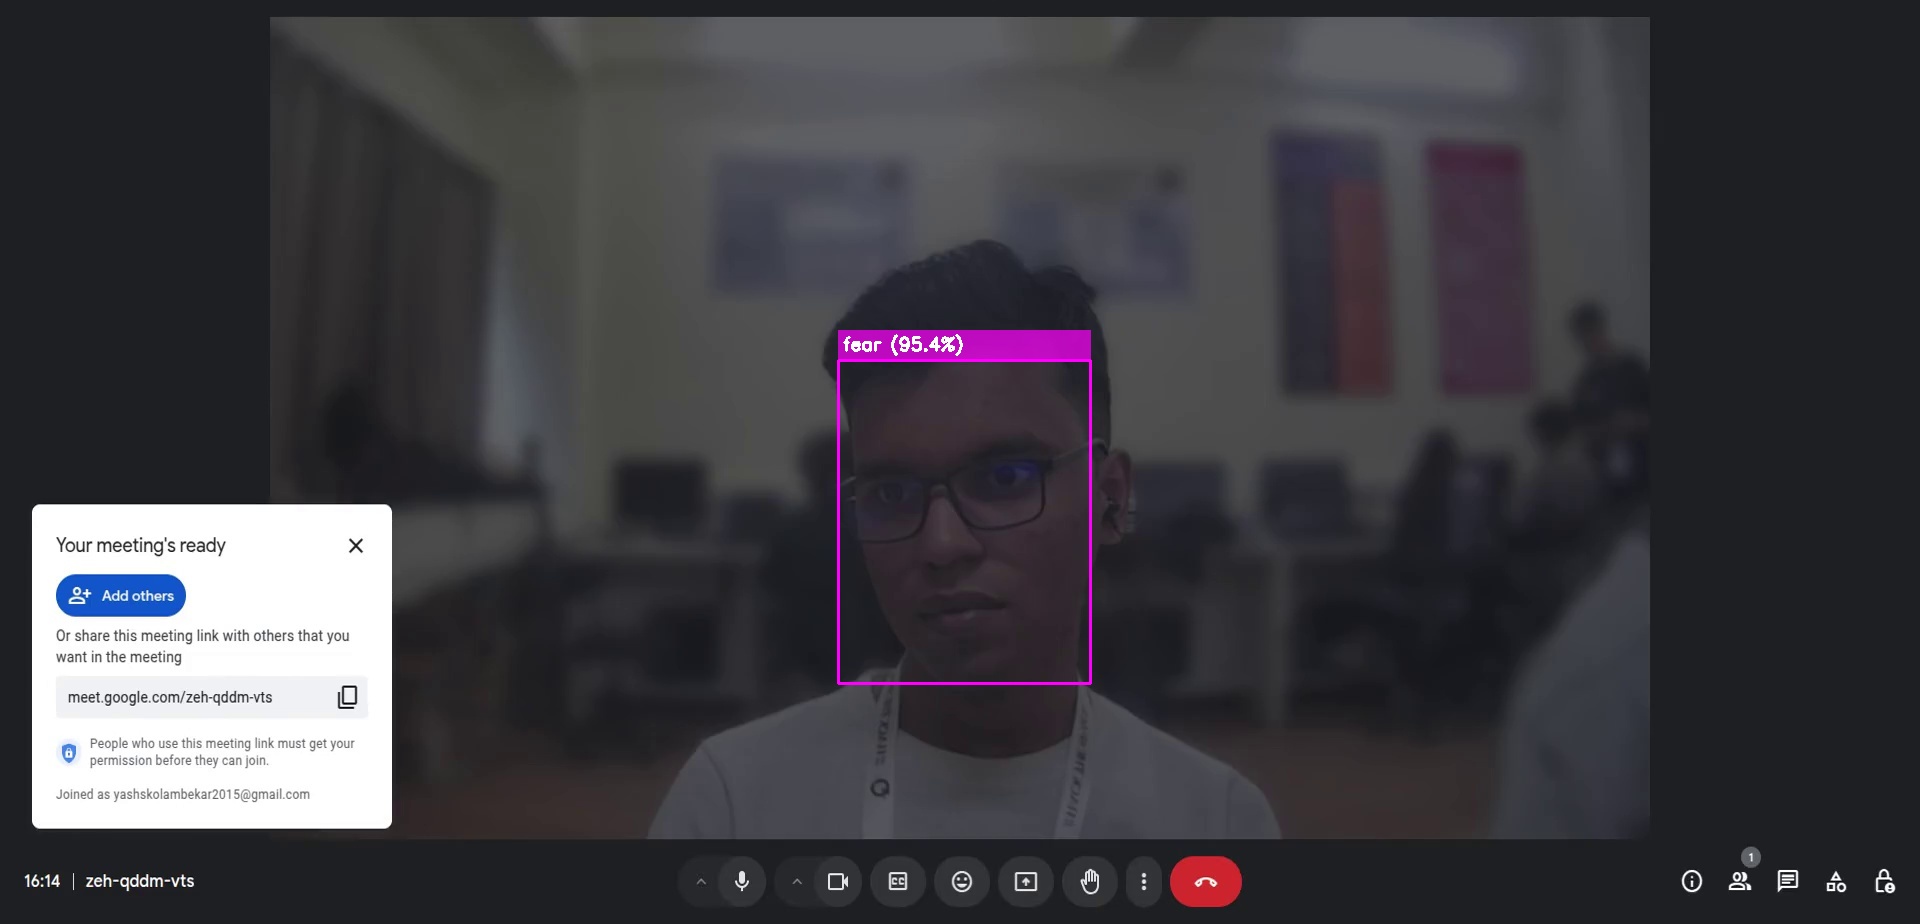 fear (95.4%)
Your meeting's ready
Add others
Or share this meeting link with others that you
want in the meeting
meet.google.com/zeh-qddm-vts
People who use this meeting link must get your
permission before they can join.
Joined as yashskolambekar2015@gmail.com
16:14 | zeh-qddm-vts
CC
1